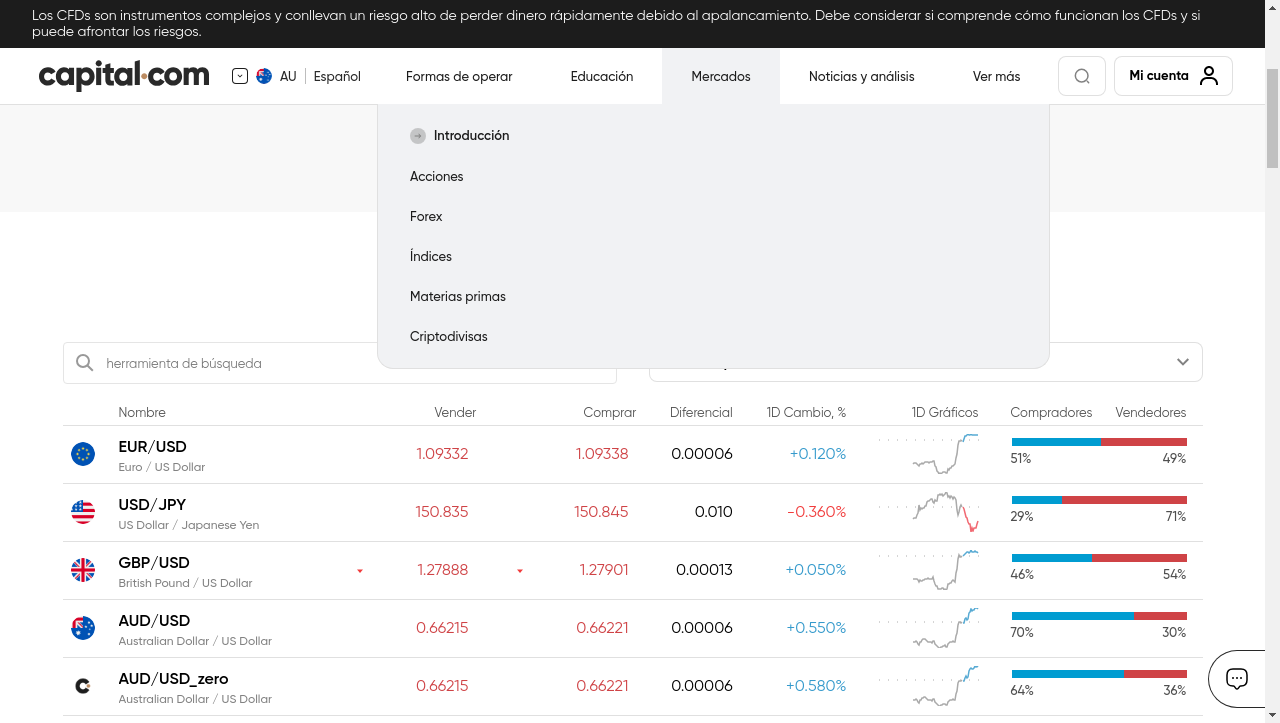 Los CFDs son instrumentos complejos y conllevan un riesgo alto de perder dinero rápidamente debido al apalancamiento. Debe considerar si comprende cómo funcionan los CFDs y si
puede afrontar los riesgos.
capital.com AU Español Formas de operar Educación Mercados Noticias y análisis Ver más Mi cuenta
Introducción
Acciones
Forex
Índices
Materias primas
Criptodivisas
herramienta de búsqueda
Nombre Vender Comprar Diferencial 1D Cambio, % 1D Gráficos Compradores Vendedores
EUR/USD 1.09332 1.09338 0.00006 +0.120%
Euro / US Dollar 51% 49%
USD/JPY 150.835 150.845 0.010 -0.360%
US Dollar / Japanese Yen 29% 71%
GBP/USD 1.27888 1.27901 0.00013 +0.050%
British Pound / US Dollar 46% 54%
AUD/USD 0.66215 0.66221 0.00006 +0.550%
Australian Dollar / US Dollar 70% 30%
AUD/USD_zero 0.66215 0.66221 0.00006 +0.580%
Australian Dollar / US Dollar 64% 36%